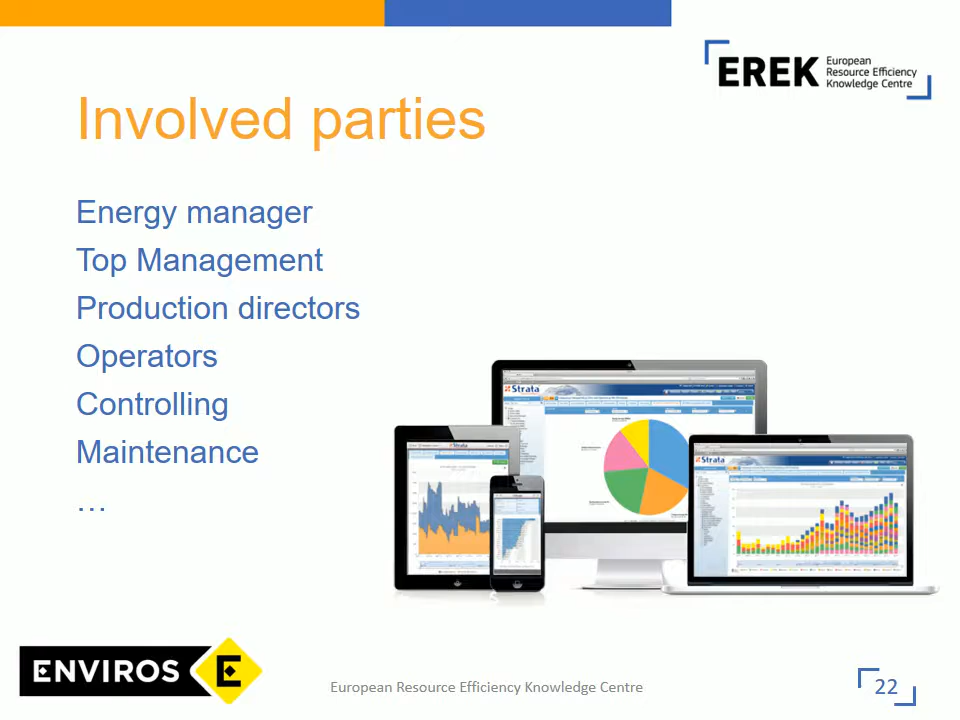 EREK European
Resource Efficiency
Knowledge Centre
Involved parties
Energy manager
Top Management
Production directors
Operators
Controlling
Maintenance
…
Strata
Strata
Strata
ENVIROS E
European Resource Efficiency Knowledge Centre
22